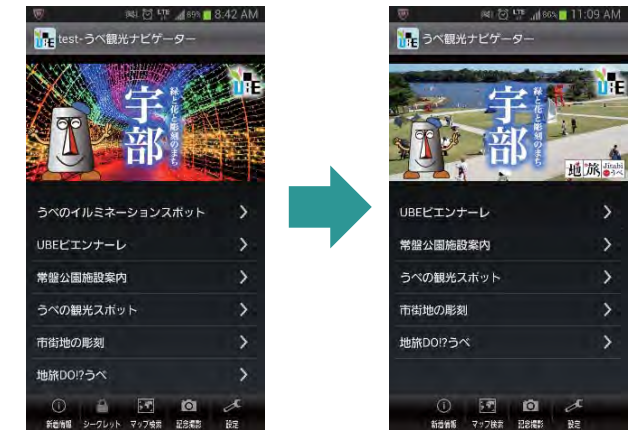 LTE 89% 8:42 AM
test-うべ観光ナビゲーター
UBE
緑と花と彫刻のまち
宇部
うべのイルミネーションスポット
UBEビエンナーレ
常盤公園施設案内
うべの観光スポット
市街地の彫刻
地旅DO!?うべ
新着情報 シークレット マップ検索 記念撮影 設定
LTE 86% 11:09 AM
うべ観光ナビゲーター
UBE
緑と花と彫刻のまち
宇部
地旅 Jitabi うべ
UBEビエンナーレ
常盤公園施設案内
うべの観光スポット
市街地の彫刻
地旅DO!?うべ
新着情報 マップ検索 記念撮影 設定